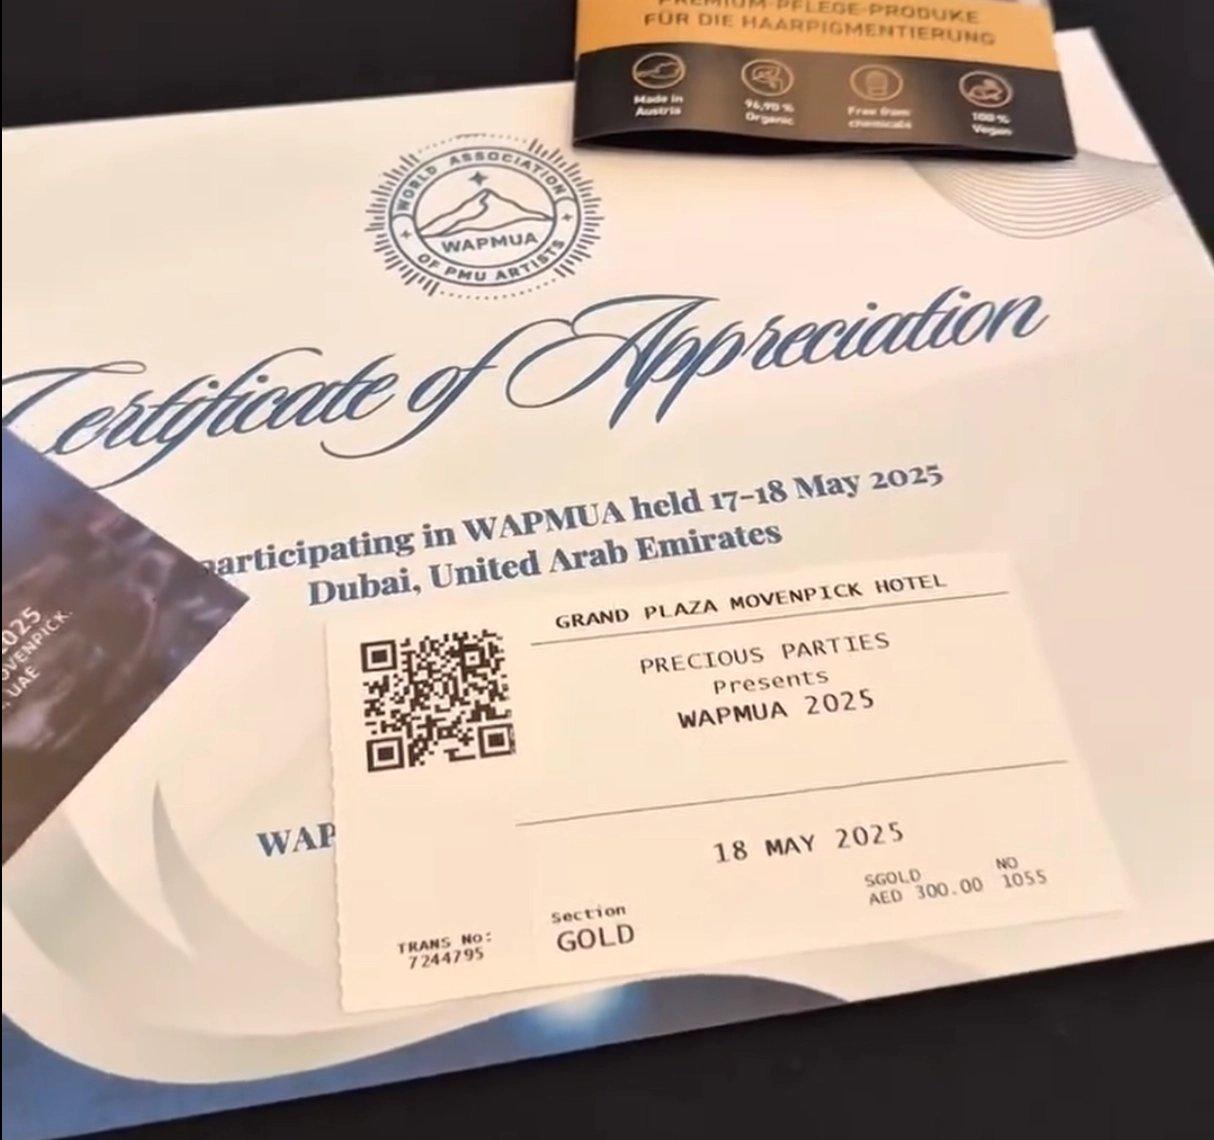 PREMIUM-PFLEGE-PRODUKE
FÜR DIE HAARPIGMENTIERUNG
Made in
Austria
96,90 %
Organic
Free from
chemicals
100 %
Vegan
WORLD ASSOCIATION
WAPMUA
OF PMU ARTISTS
Certificate of Appreciation
participating in WAPMUA held 17-18 May 2025
Dubai, United Arab Emirates
2025
MOVENPICK.
UAE
WAP
GRAND PLAZA MOVENPICK HOTEL
PRECIOUS PARTIES
Presents
WAPMUA 2025
18 MAY 2025
SGOLD
AED 300.00
NO
1055
Section
GOLD
TRANS No:
7244795